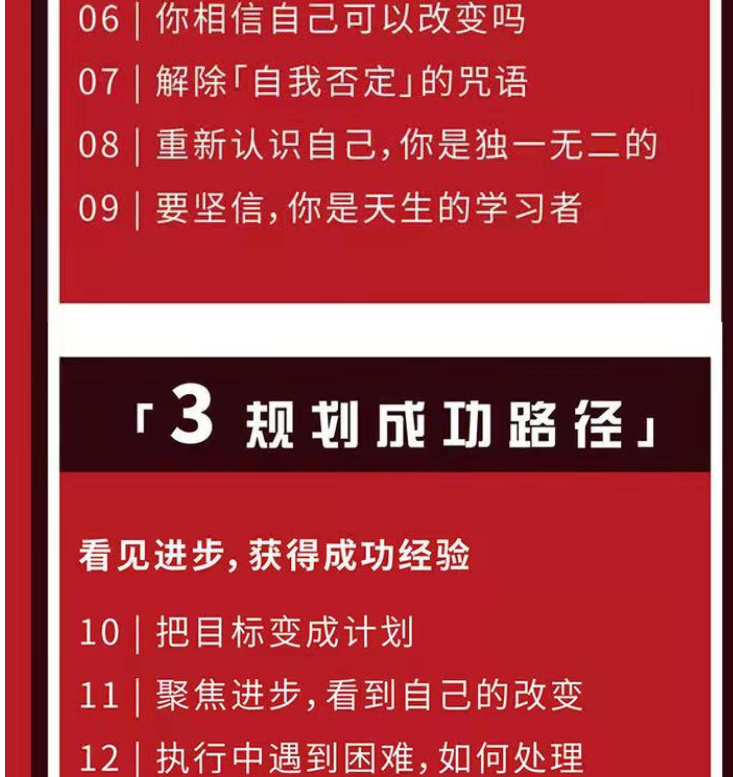 06 | 你相信自己可以改变吗
07 | 解除「自我否定」的咒语
08 | 重新认识自己,你是独一无二的
09 | 要坚信,你是天生的学习者
「3 规划成功路径」
看见进步,获得成功经验
10 | 把目标变成计划
11 | 聚焦进步,看到自己的改变
12 | 执行中遇到困难,如何处理